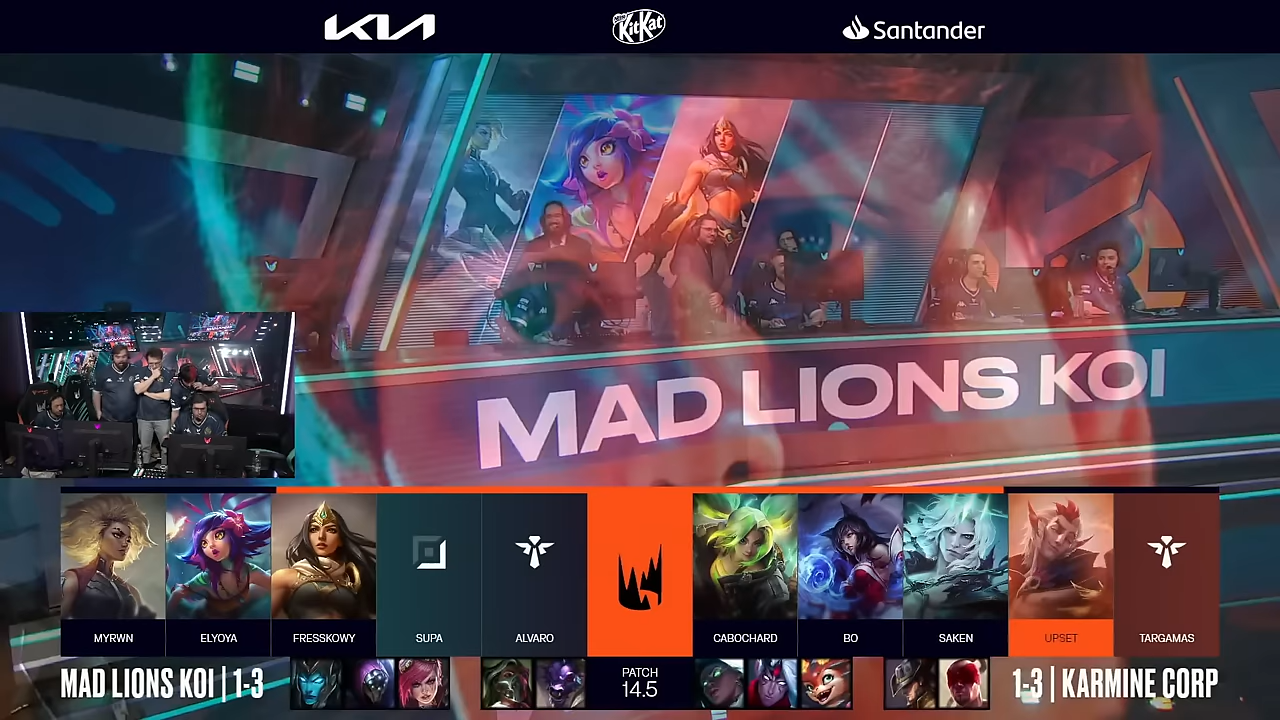 KIA
KitKat
Santander
MAD LIONS KOI
MYRWN
ELYOYA
FRESSKOWY
SUPA
ALVARO
CABOCHARD
BO
SAKEN
UPSET
TARGAMAS
MAD LIONS KOI | 1-3
PATCH
14.5
1-3 | KARMINE CORP